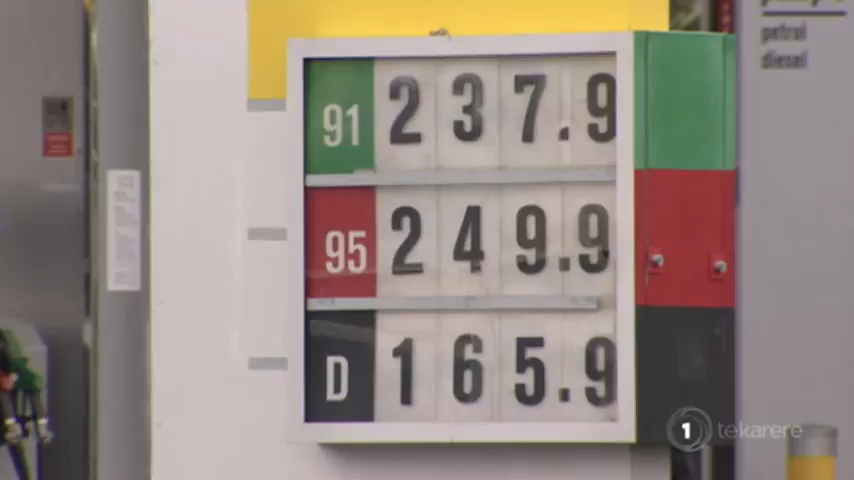 petrol
diesel
91 237.9
95 249.9
D 165.9
1 tekarere